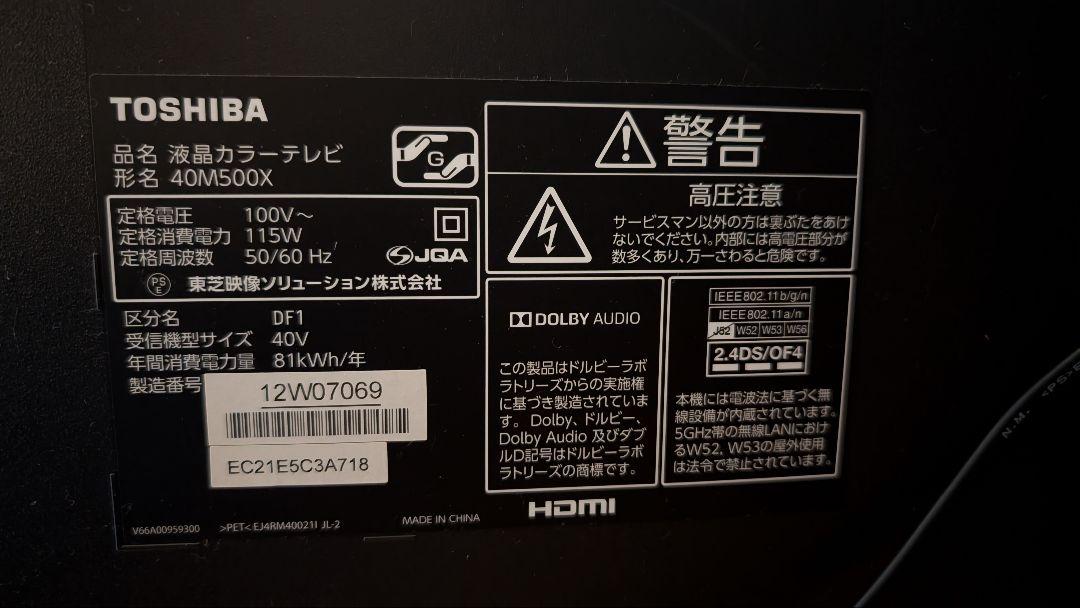 TOSHIBA
品名 液晶カラーテレビ
形名 40M500X
G
定格電圧 100V～
定格消費電力 115W
定格周波数 50/60 Hz
JQA
PS
E
東芝映像ソリューション株式会社
区分名 DF1
受信機型サイズ 40V
年間消費電力量 81kWh/年
製造番号
12W07069
EC21E5C3A718
V66A00959300 >PET< EJ4RM40021I JL-2
MADE IN CHINA
警告
高圧注意
サービスマン以外の方は裏ぶたをあけ
ないでください。内部には高電圧部分が
数多くあり、万一さわると危険です。
DOLBY AUDIO
この製品はドルビーラボ
ラトリーズからの実施権
に基づき製造されていま
す。Dolby、ドルビー、
Dolby Audio 及びダブ
ルD記号はドルビーラボ
ラトリーズの商標です。
IEEE802.11b/g/n
IEEE802.11a/n
J52 W52 W53 W56
2.4DS/OF4
本機には電波法に基づく無
線設備が内蔵されています。
5GHz帯の無線LANにおけ
るW52、W53の屋外使用
は法令で禁止されています。
HDMI